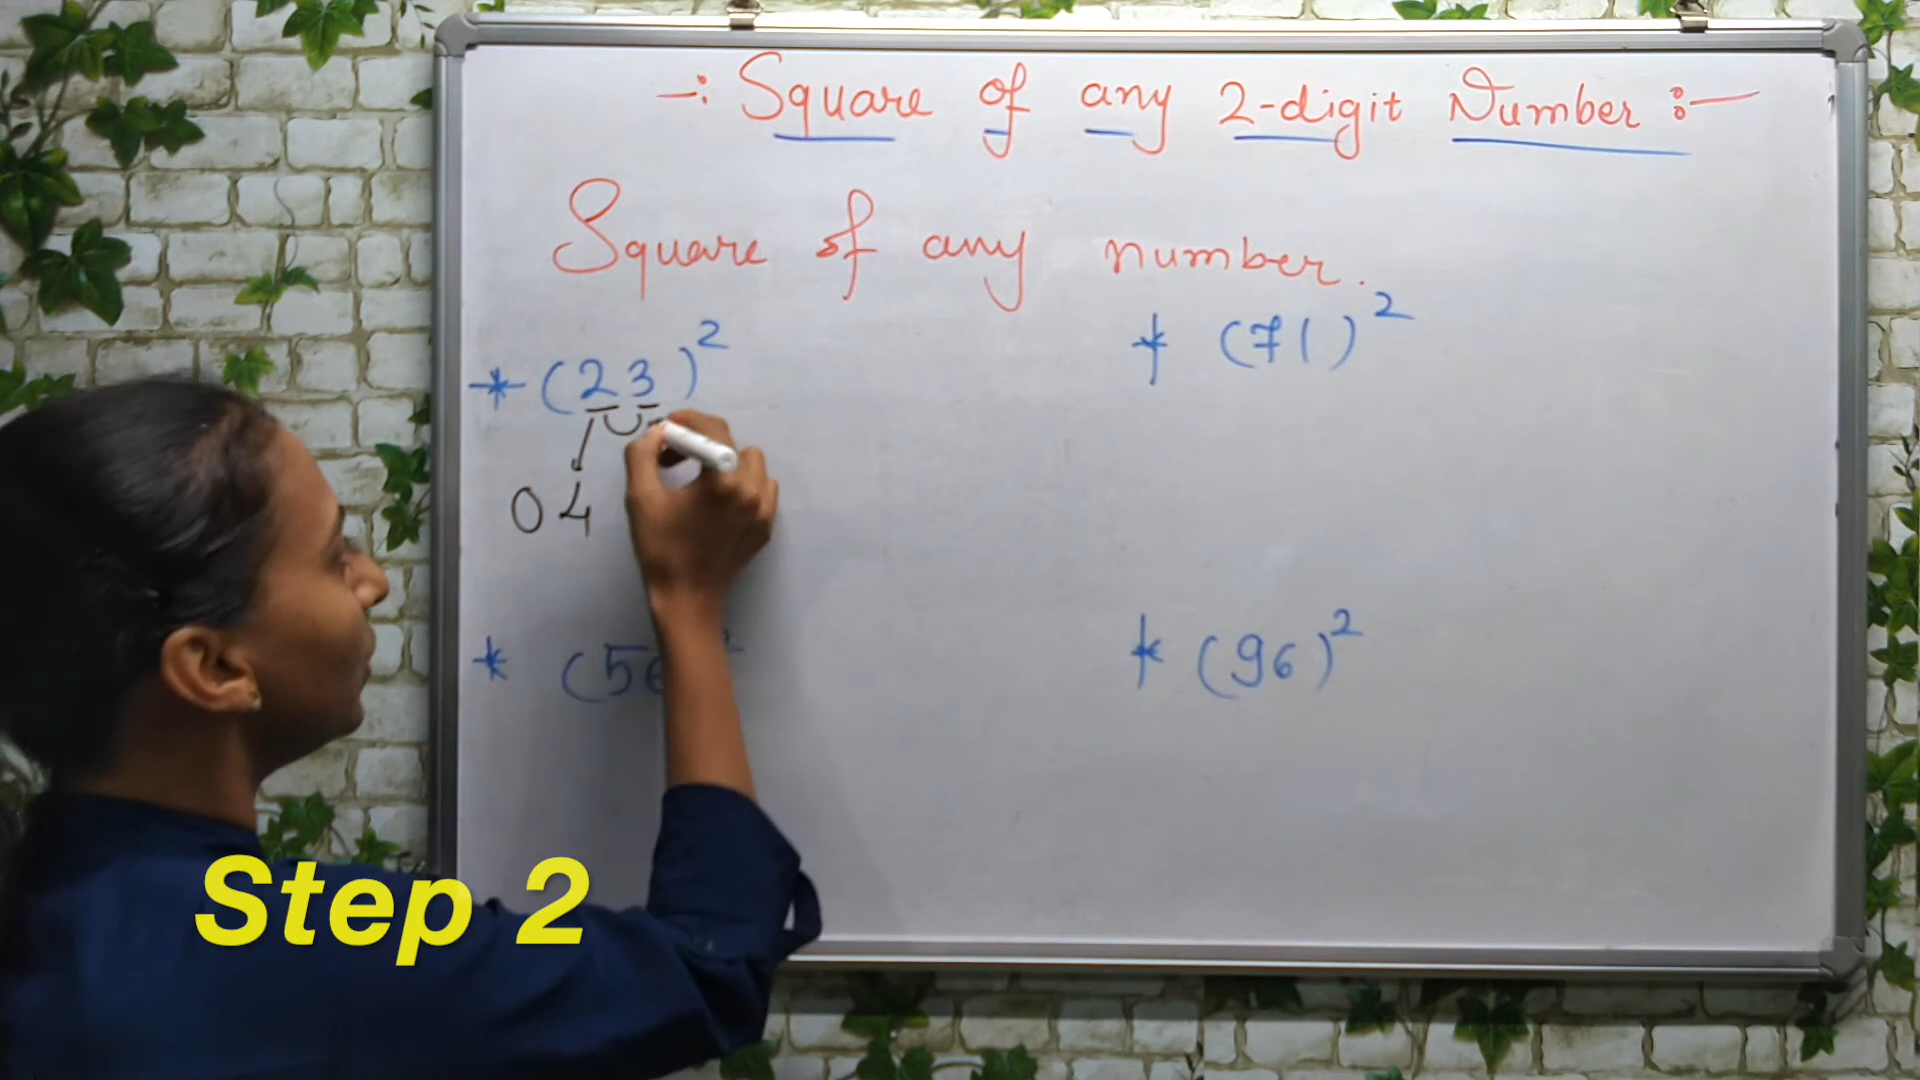 -: Square of any 2-digit Number :-
Square of any number.
* (23)²
* (71)²
04
* (56
* (96)²
Step 2